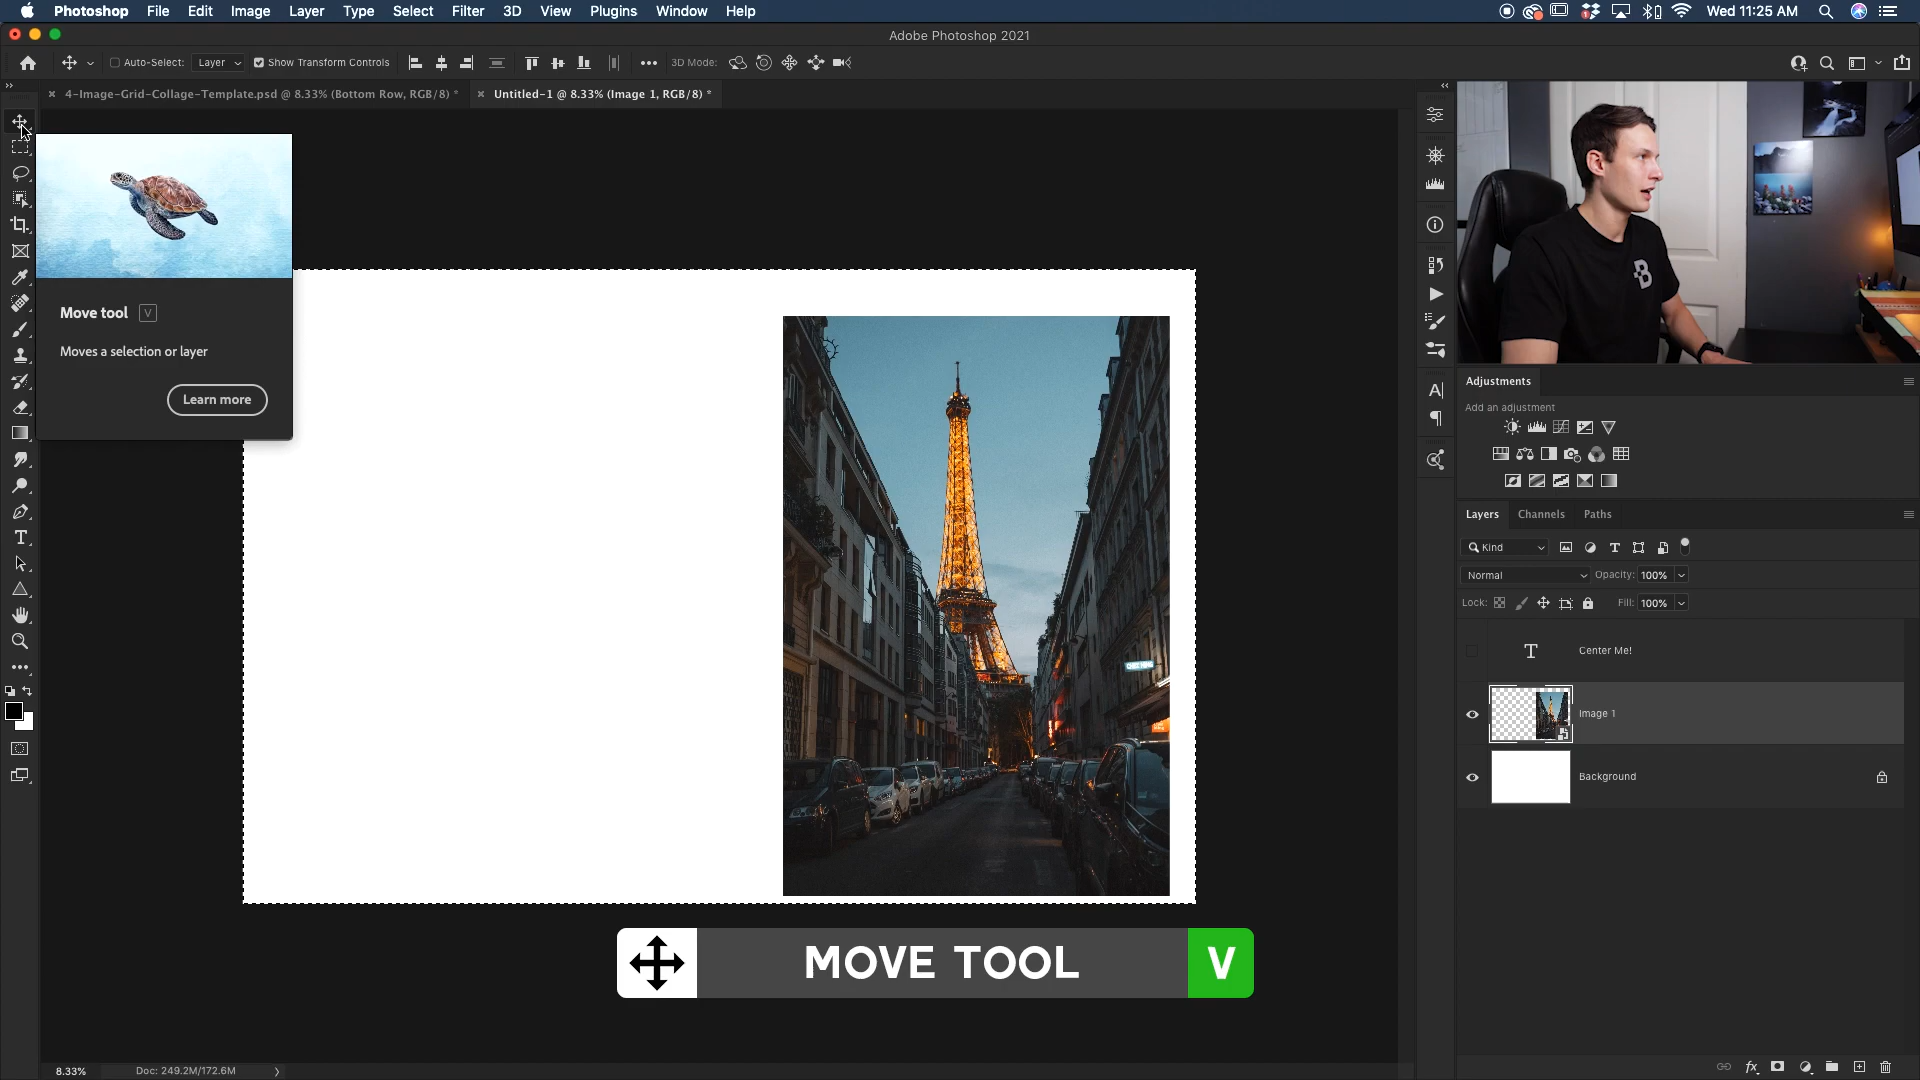 Photoshop File Edit Image Layer Type Select Filter 3D View Plugins Window Help Wed 11:25 AM
Adobe Photoshop 2021
Auto-Select: Layer Show Transform Controls 3D Mode:
4-Image-Grid-Collage-Template.psd @ 8.33% (Bottom Row, RGB/8) * Untitled-1 @ 8.33% (Image 1, RGB/8) *
Move tool V
Moves a selection or layer
Learn more
Adjustments
Add an adjustment
Layers Channels Paths
Kind
Normal Opacity: 100%
Lock: Fill: 100%
Center Me!
Image 1
Background
MOVE TOOL V
8.33% Doc: 249.2M/172.6M